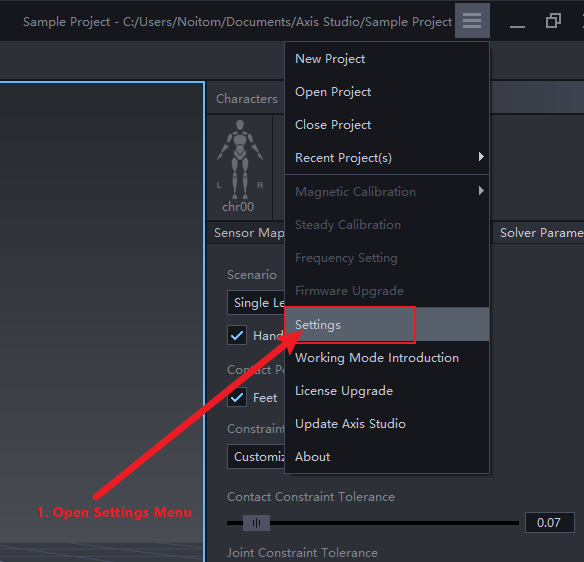 Sample Project - C:/Users/Noitom/Documents/Axis Studio/Sample Project
New Project
Open Project
Close Project
Recent Project(s)
Magnetic Calibration
Steady Calibration
Frequency Setting
Firmware Upgrade
Settings
Working Mode Introduction
License Upgrade
Update Axis Studio
About
Characters
L R
chr00
Sensor Map
Solver Parame
Scenario
Single Le
Hand
Contact Po
Feet
Constraint
Customiz
1. Open Settings Menu
Contact Constraint Tolerance
0.07
Joint Constraint Tolerance